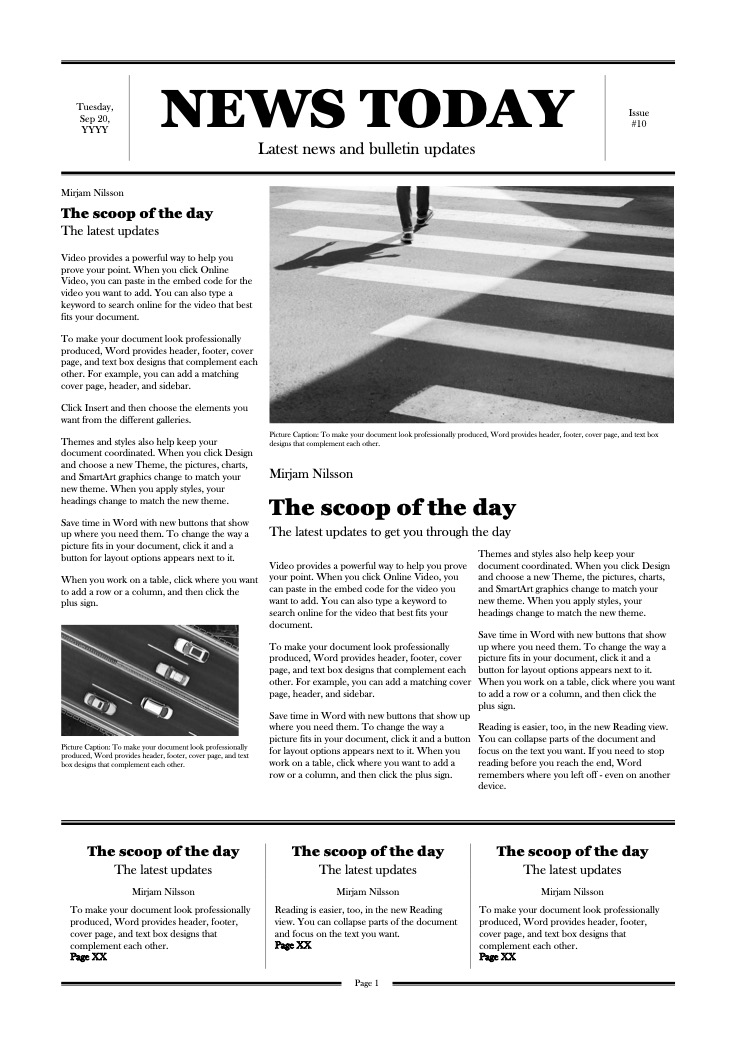 Tuesday,
Sep 20,
YYYY
NEWS TODAY
Latest news and bulletin updates
Issue
#10
Mirjam Nilsson
The scoop of the day
The latest updates
Video provides a powerful way to help you
prove your point. When you click Online
Video, you can paste in the embed code for the
video you want to add. You can also type a
keyword to search online for the video that best
fits your document.
To make your document look professionally
produced, Word provides header, footer, cover
page, and text box designs that complement each
other. For example, you can add a matching
cover page, header, and sidebar.
Click Insert and then choose the elements you
want from the different galleries.
Themes and styles also help keep your
document coordinated. When you click Design
and choose a new Theme, the pictures, charts,
and SmartArt graphics change to match your
new theme. When you apply styles, your
headings change to match the new theme.
Save time in Word with new buttons that show
up where you need them. To change the way a
picture fits in your document, click it and a
button for layout options appears next to it.
When you work on a table, click where you want
to add a row or a column, and then click the
plus sign.
Picture Caption: To make your document look professionally
produced, Word provides header, footer, cover page, and text
box designs that complement each other.
Picture Caption: To make your document look professionally produced, Word provides header, footer, cover page, and text box
designs that complement each other.
Mirjam Nilsson
The scoop of the day
The latest updates to get you through the day
Video provides a powerful way to help you prove
your point. When you click Online Video, you
can paste in the embed code for the video you
want to add. You can also type a keyword to
search online for the video that best fits your
document.
To make your document look professionally
produced, Word provides header, footer, cover
page, and text box designs that complement each
other. For example, you can add a matching cover
page, header, and sidebar.
Save time in Word with new buttons that show up
where you need them. To change the way a
picture fits in your document, click it and a button
for layout options appears next to it. When you
work on a table, click where you want to add a
row or a column, and then click the plus sign.
Themes and styles also help keep your
document coordinated. When you click Design
and choose a new Theme, the pictures, charts,
and SmartArt graphics change to match your
new theme. When you apply styles, your
headings change to match the new theme.
Save time in Word with new buttons that show
up where you need them. To change the way a
picture fits in your document, click it and a
button for layout options appears next to it.
When you work on a table, click where you want
to add a row or a column, and then click the
plus sign.
Reading is easier, too, in the new Reading view.
You can collapse parts of the document and
focus on the text you want. If you need to stop
reading before you reach the end, Word
remembers where you left off - even on another
device.
The scoop of the day
The latest updates
Mirjam Nilsson
To make your document look professionally
produced, Word provides header, footer,
cover page, and text box designs that
complement each other.
Page XX
The scoop of the day
The latest updates
Mirjam Nilsson
Reading is easier, too, in the new Reading
view. You can collapse parts of the document
and focus on the text you want.
Page XX
The scoop of the day
The latest updates
Mirjam Nilsson
To make your document look professionally
produced, Word provides header, footer,
cover page, and text box designs that
complement each other.
Page XX
Page 1